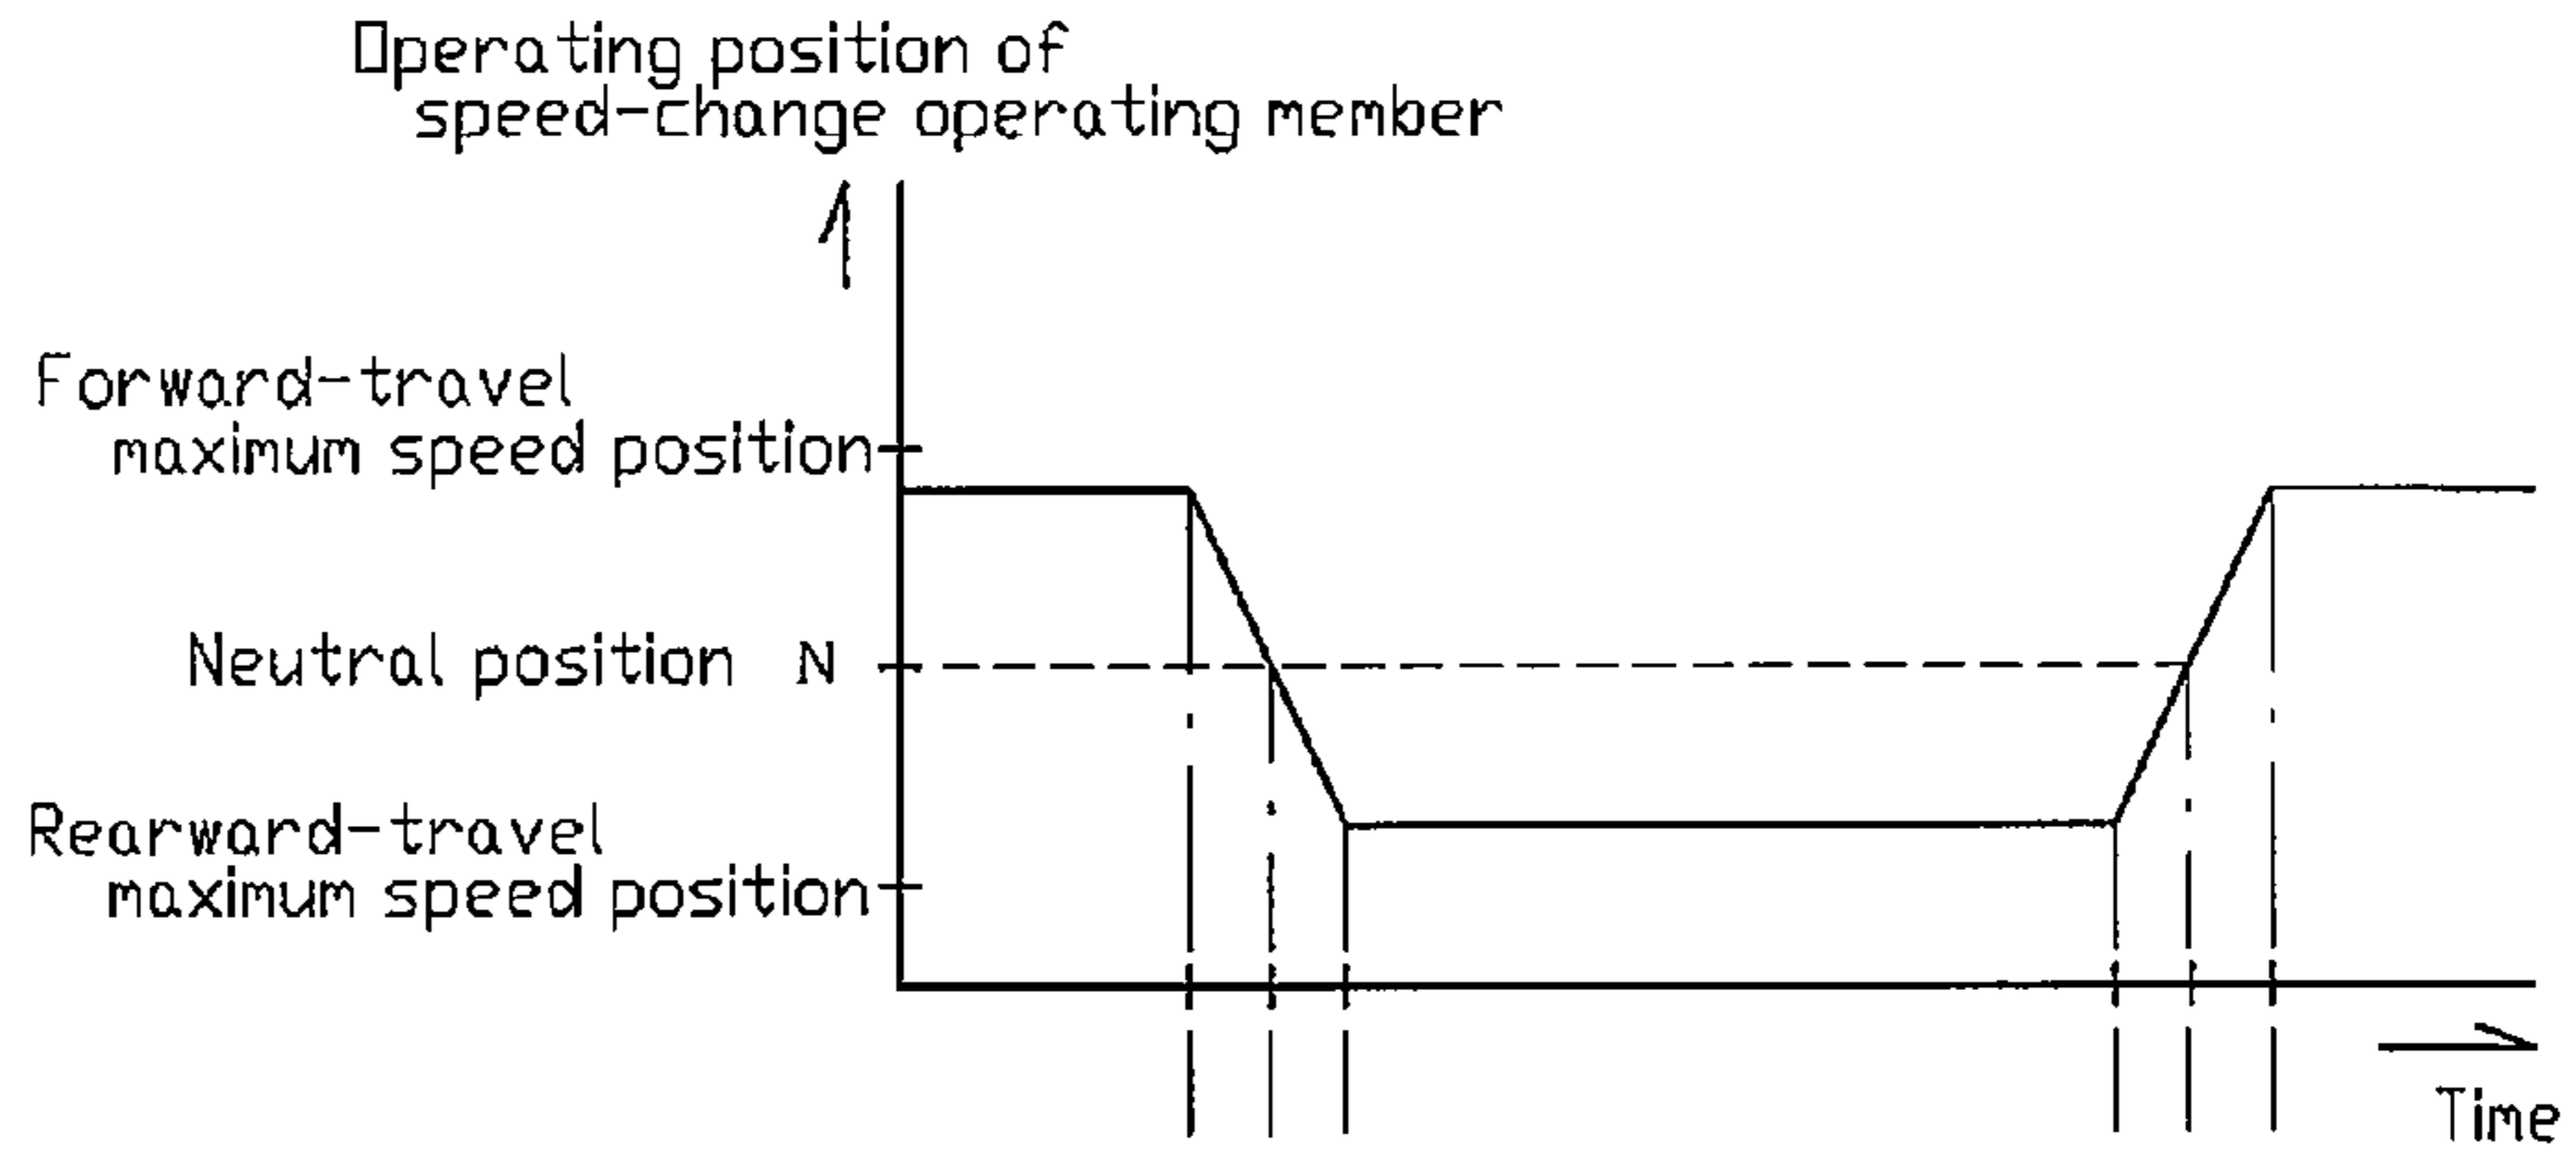 Operating position of
speed-change operating member
Forward-travel
maximum speed position
Neutral position N
Rearward-travel
maximum speed position
Time